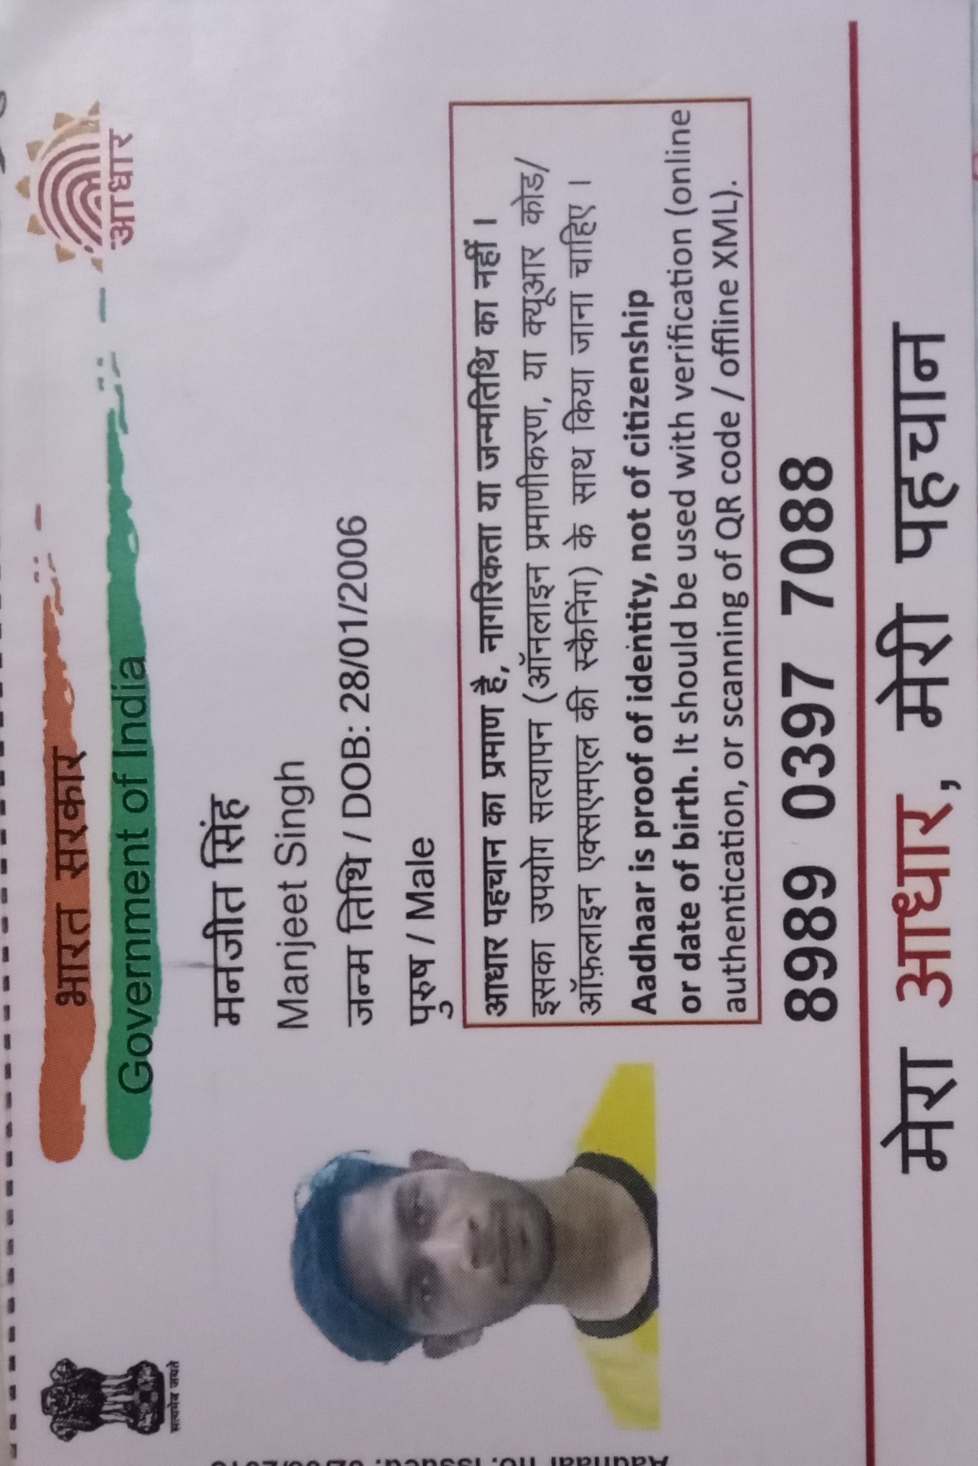 भारत सरकार
Government of India
आधार
सत्यमेव जयते
मनजीत सिंह
Manjeet Singh
जन्म तिथि / DOB: 28/01/2006
पुरुष / Male
आधार पहचान का प्रमाण है, नागरिकता या जन्मतिथि का नहीं ।
इसका उपयोग सत्यापन (ऑनलाइन प्रमाणीकरण, या क्यूआर कोड/
ऑफ़लाइन एक्सएमएल की स्कैनिंग) के साथ किया जाना चाहिए ।
Aadhaar is proof of identity, not of citizenship
or date of birth. It should be used with verification (online
authentication, or scanning of QR code / offline XML).
8989 0397 7088
मेरा आधार, मेरी पहचान